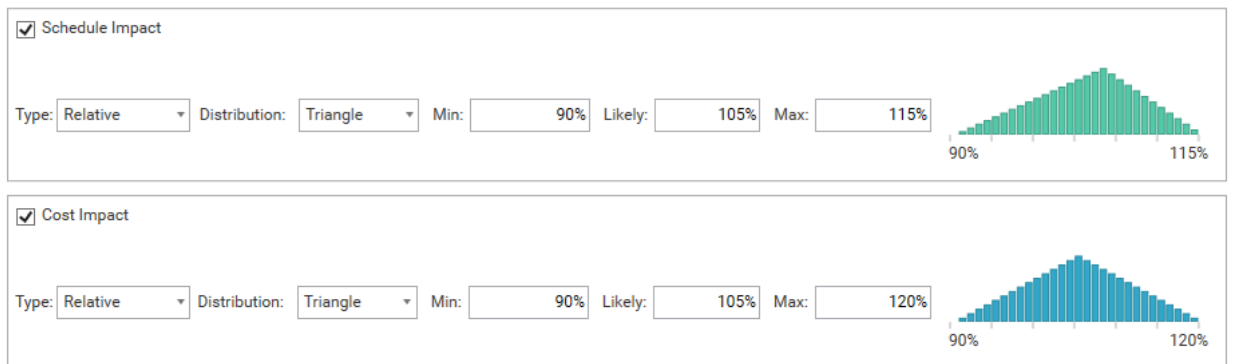 Schedule Impact
Type: Relative Distribution: Triangle Min: 90% Likely: 105% Max: 115%
90% 115%
Cost Impact
Type: Relative Distribution: Triangle Min: 90% Likely: 105% Max: 120%
90% 120%